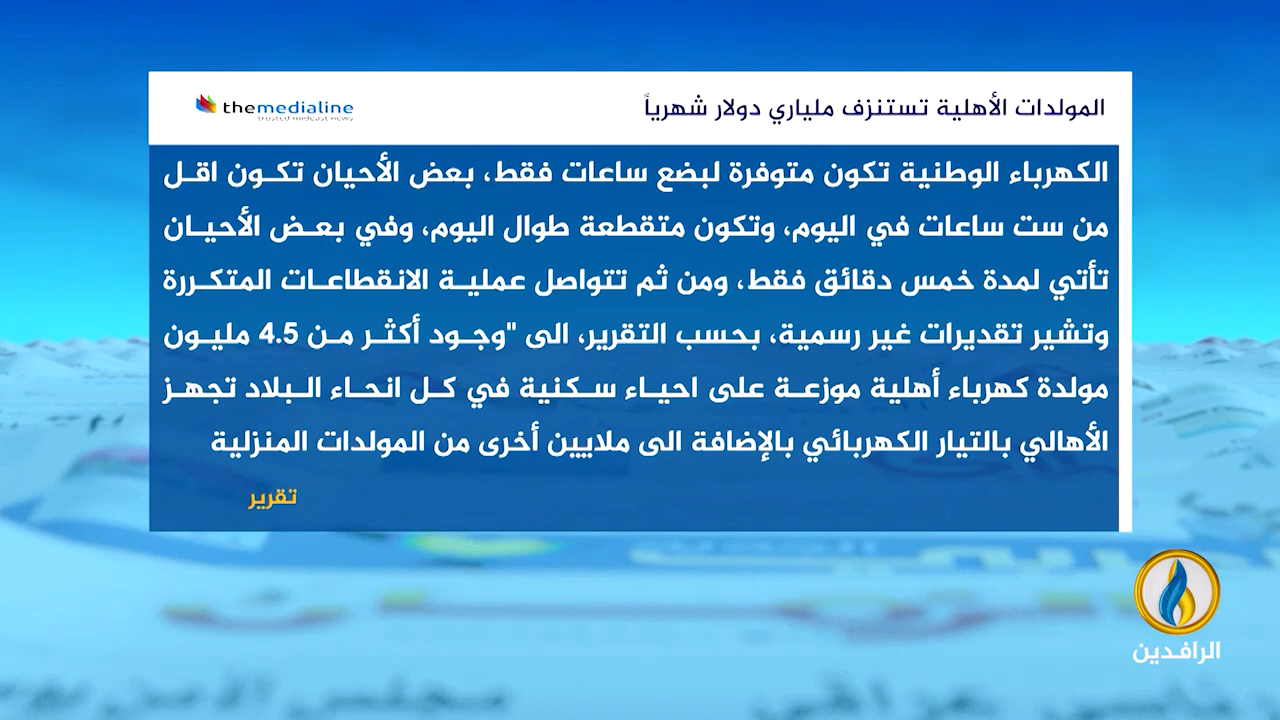 المولدات الأهلية تستنزف ملياري دولار شهرياً
themedialine
trusted mideast news
الكهرباء الوطنية تكون متوفرة لبضع ساعات فقط، بعض الأحيان تكون اقل
من ست ساعات في اليوم، وتكون متقطعة طوال اليوم، وفي بعض الأحيان
تأتي لمدة خمس دقائق فقط، ومن ثم تتواصل عملية الانقطاعات المتكررة
وتشير تقديرات غير رسمية، بحسب التقرير، الى "وجود أكثر من 4.5 مليون
مولدة كهرباء أهلية موزعة على احياء سكنية في كل انحاء البلاد تجهز
الأهالي بالتيار الكهربائي بالإضافة الى ملايين أخرى من المولدات المنزلية
تقرير
الرافدين
مجلس الأمن